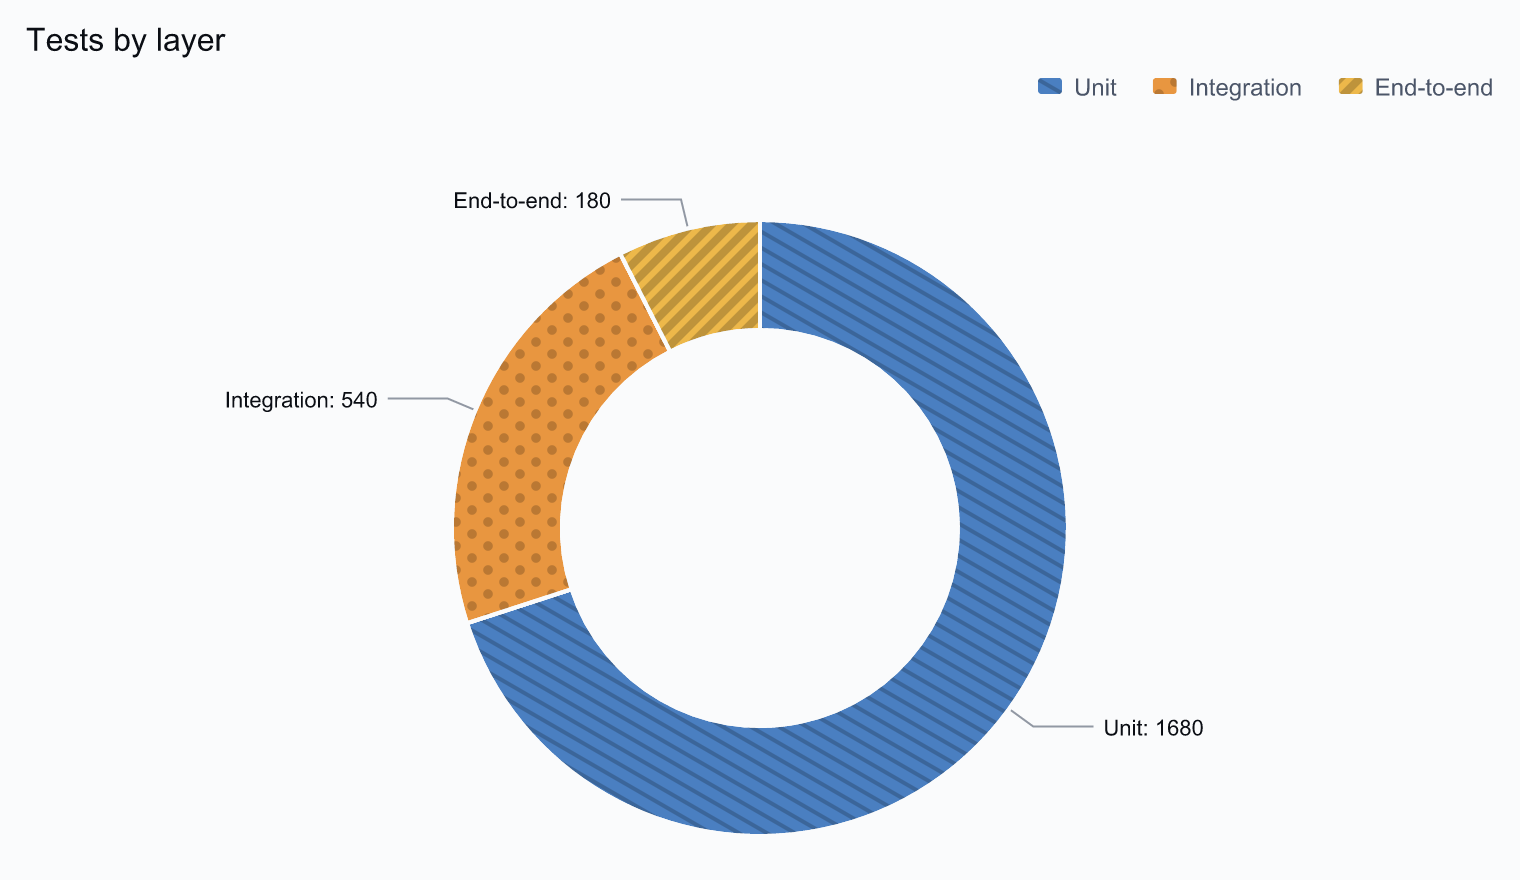 Tests by layer
Unit
Integration
End-to-end
End-to-end: 180
Integration: 540
Unit: 1680